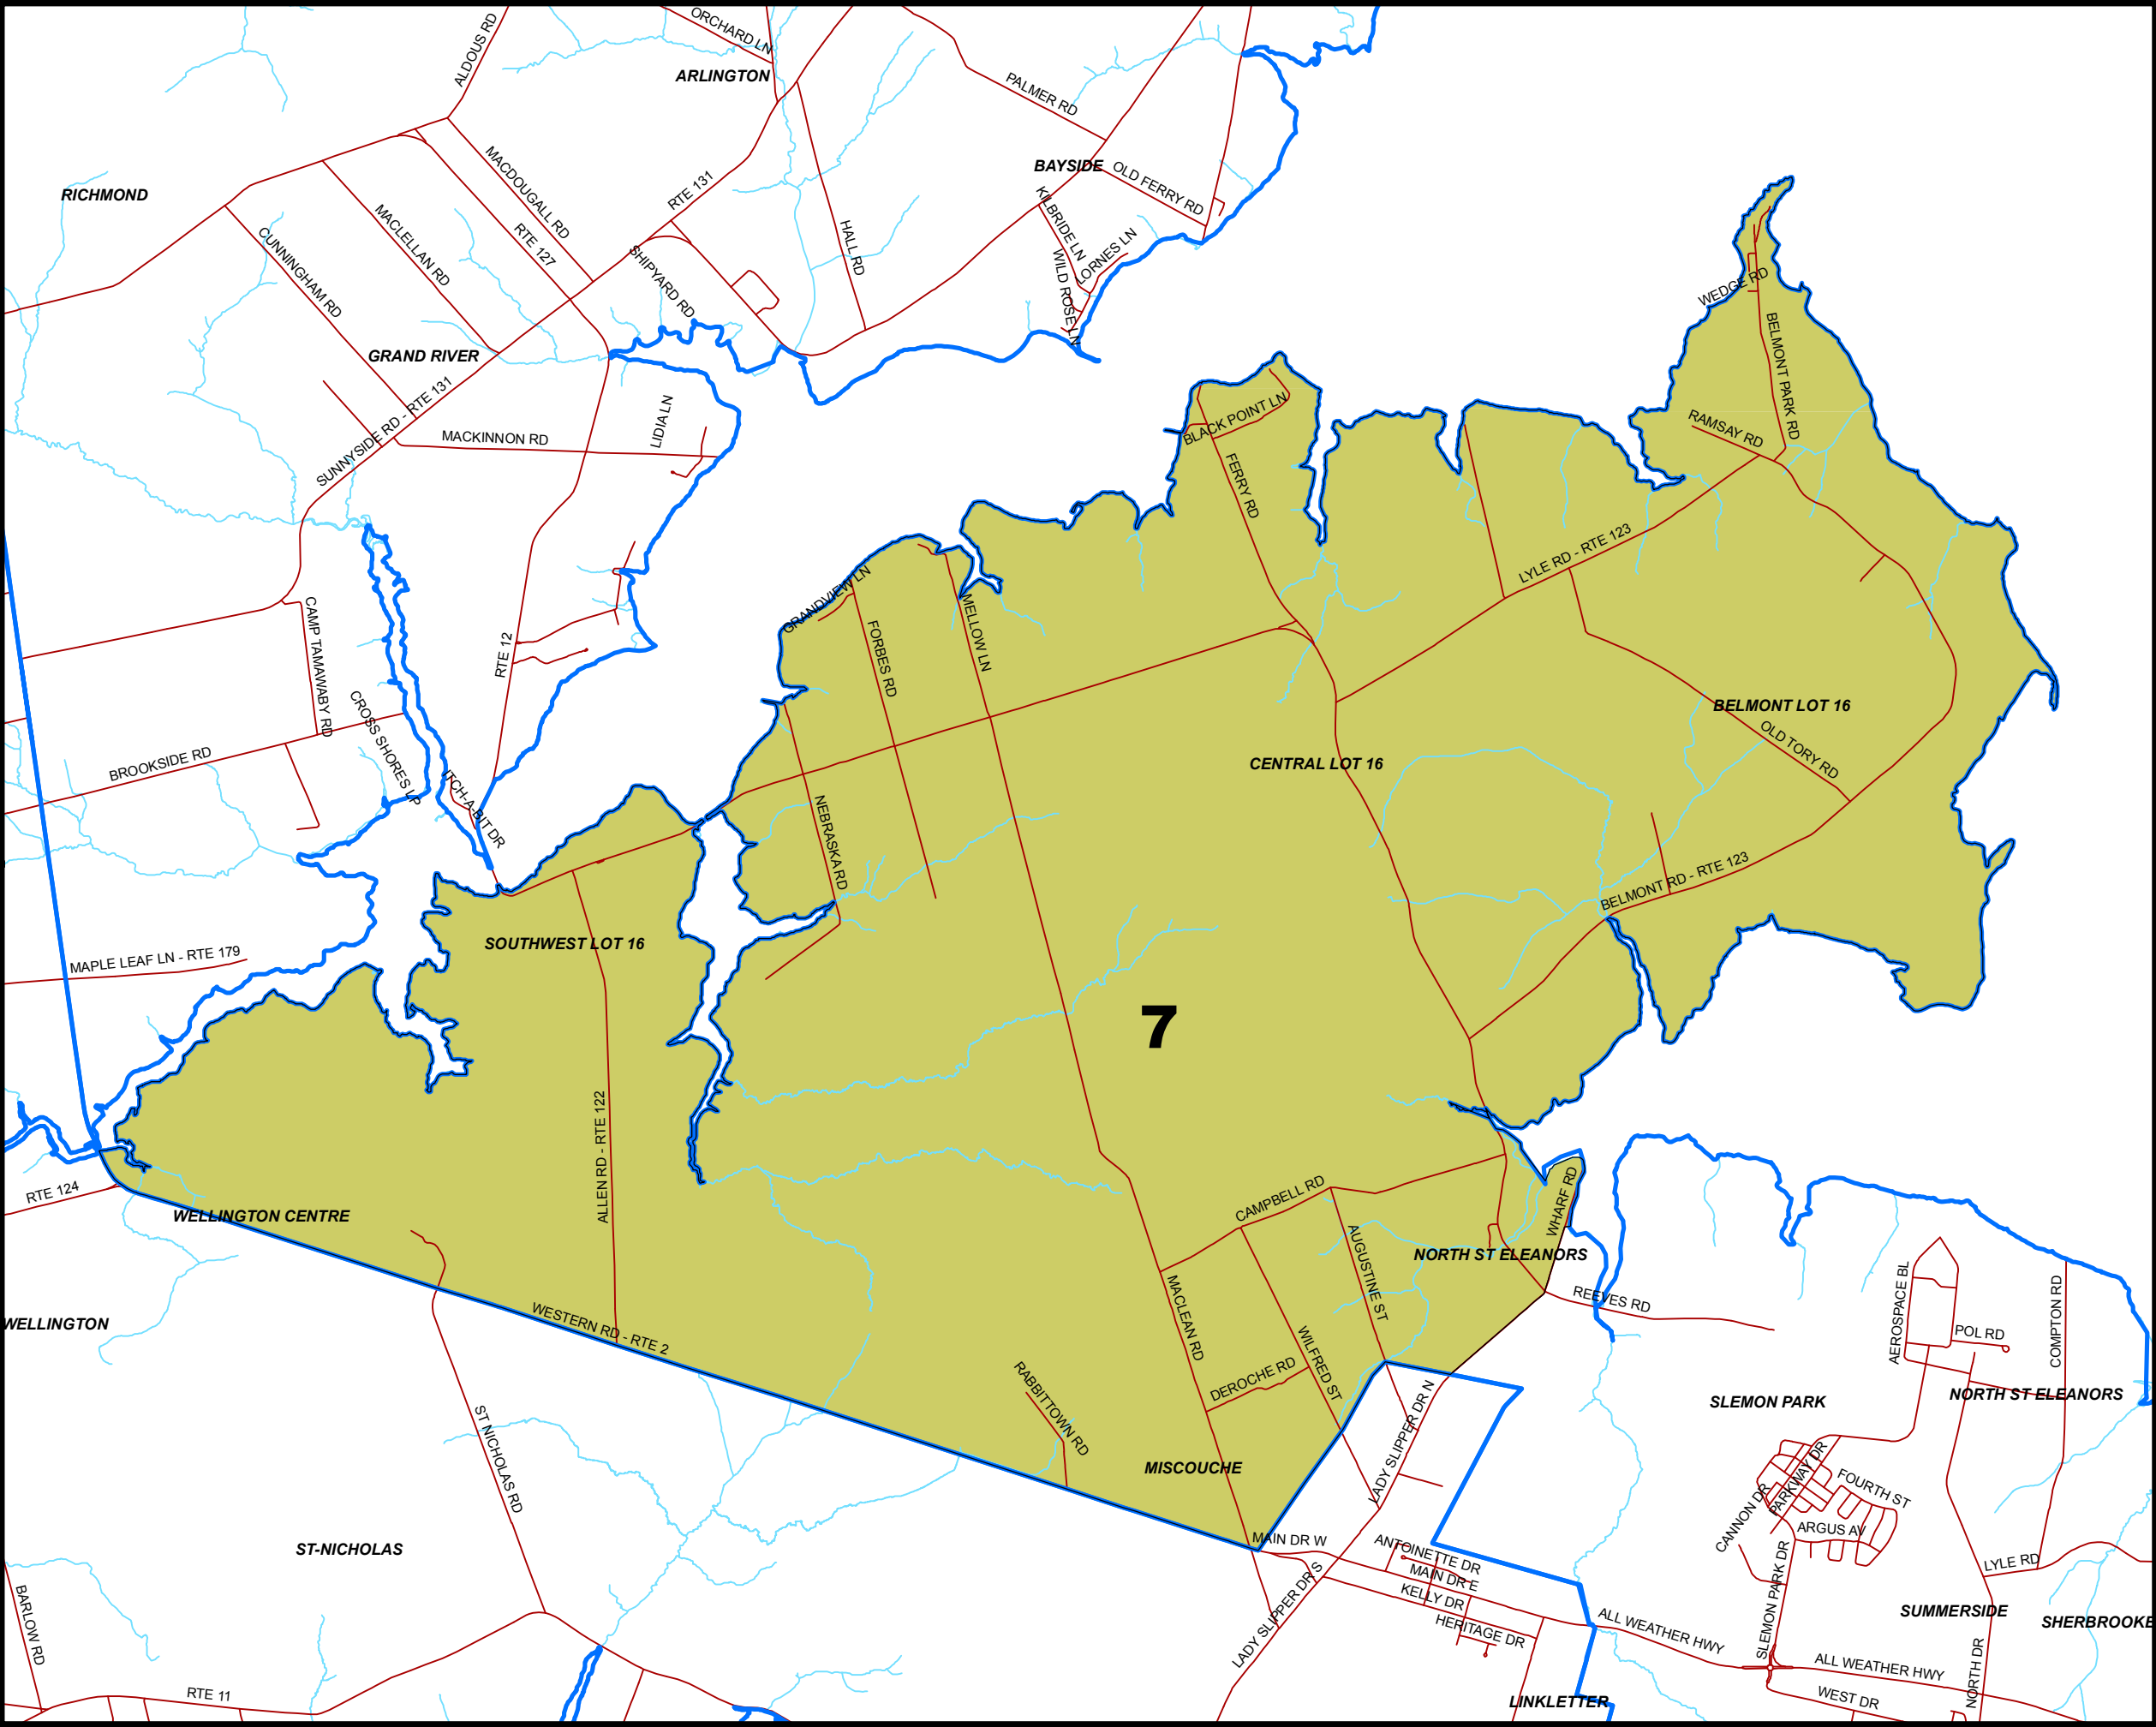 ORCHARD LN
ALDOUS RD
ARLINGTON
PALMER RD
BAYSIDE
OLD FERRY RD
RICHMOND
MACDOUGALL RD
RTE 131
KILBRIDE LN
MACLELLAN RD
RTE 127
HALL RD
LORNES LN
CUNNINGHAM RD
SHIPYARD RD
WILD ROSE LN
WEDGE RD
BELMONT PARK RD
GRAND RIVER
SUNNYSIDE RD - RTE 131
LIDIA LN
MACKINNON RD
BLACK POINT LN
RAMSAY RD
FERRY RD
LYLE RD - RTE 123
GRANDVIEW LN
CAMP TAMAWABY RD
RTE 12
FORBES RD
MELLOW LN
CROSS SHORES LP
BELMONT LOT 16
BROOKSIDE RD
OLD TORY RD
CENTRAL LOT 16
ITCH-A-BIT DR
NEBRASKA RD
BELMONT RD - RTE 123
SOUTHWEST LOT 16
MAPLE LEAF LN - RTE 179
7
ALLEN RD - RTE 122
RTE 124
WELLINGTON CENTRE
CAMPBELL RD
WHARF RD
AUGUSTINE ST
NORTH ST ELEANORS
REEVES RD
AEROSPACE BL
COMPTON RD
WELLINGTON
WESTERN RD - RTE 2
MACLEAN RD
WILFRED ST
POL RD
RABBITTOWN RD
DEROCHE RD
LADY SLIPPER DR N
SLEMON PARK
NORTH ST ELEANORS
ST NICHOLAS RD
MISCOUCHE
PARKWAY DR
FOURTH ST
CANNON DR
ARGUS AV
ST-NICHOLAS
MAIN DR W
ANTOINETTE DR
MAIN DR E
LYLE RD
BARLOW RD
KELLY DR
SLEMON PARK DR
SUMMERSIDE
SHERBROOKE
LADY SLIPPER DR S
HERITAGE DR
ALL WEATHER HWY
ALL WEATHER HWY
NORTH DR
RTE 11
LINKLETTER
WEST DR